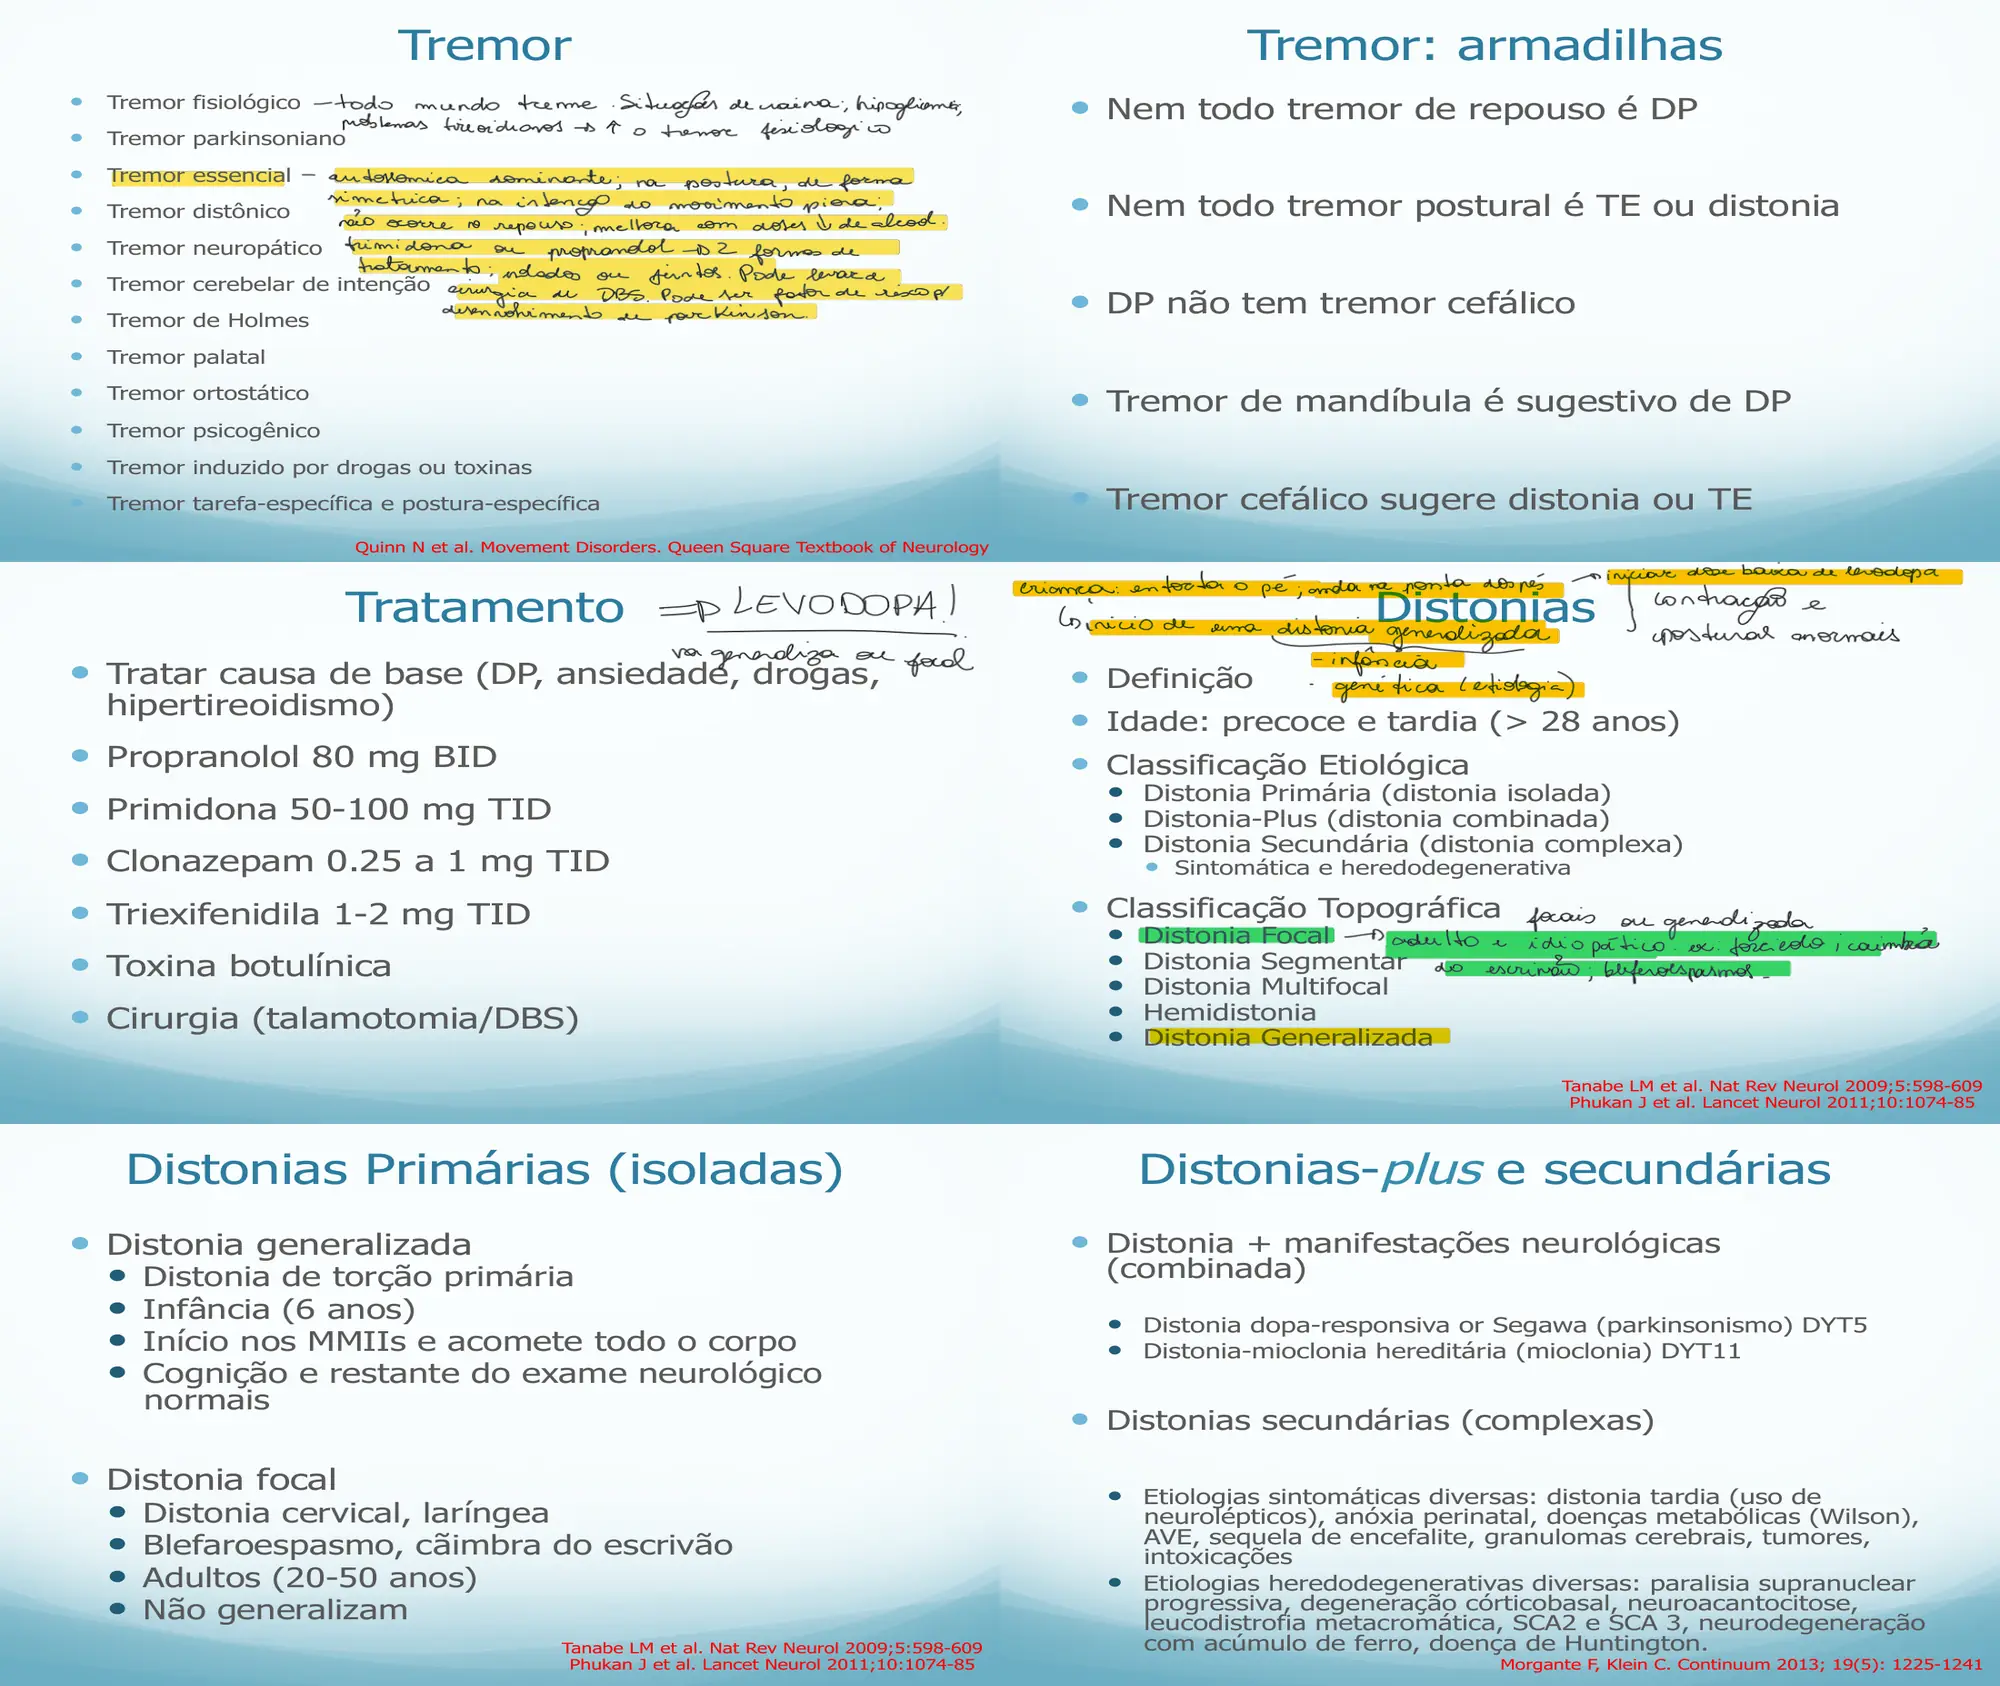 Tremor
Tremor fisiológico – todo mundo treme. Situações de raiva, hipoglicemia,
problemas tireoidianos → ↑ o tremor fisiologico
Tremor parkinsoniano
Tremor essencial – autossomica dominante; na postura, de forma
simetrica; na intenção do movimento piora;
Tremor distônico
não ocorre no repouso; melhora com doses ↓ de alcool.
Tremor neuropático
primidona ou propranolol → 2 formas de
tratamento; isolados ou juntos. Pode levar a
Tremor cerebelar de intenção
cirurgia de DBS. Pode ser fator de risco p/
desenvolvimento de parkinson.
Tremor de Holmes
Tremor palatal
Tremor ortostático
Tremor psicogênico
Tremor induzido por drogas ou toxinas
Tremor tarefa-específica e postura-específica
Quinn N et al. Movement Disorders. Queen Square Textbook of Neurology
Tremor: armadilhas
Nem todo tremor de repouso é DP
Nem todo tremor postural é TE ou distonia
DP não tem tremor cefálico
Tremor de mandíbula é sugestivo de DP
Tremor cefálico sugere distonia ou TE
Tratamento ⇒ LEVODOPA!
na generaliza ou focal
Tratar causa de base (DP, ansiedade, drogas,
hipertireoidismo)
Propranolol 80 mg BID
Primidona 50-100 mg TID
Clonazepam 0.25 a 1 mg TID
Triexifenidila 1-2 mg TID
Toxina botulínica
Cirurgia (talamotomia/DBS)
criança: entorta o pé; anda na ponta dos pés → iniciar dose baixa de levodopa
Distonias
contração e
posturas anormais
início de uma distonia generalizada
- infância
· genética (etiologia)
Definição
Idade: precoce e tardia (> 28 anos)
Classificação Etiológica
Distonia Primária (distonia isolada)
Distonia-Plus (distonia combinada)
Distonia Secundária (distonia complexa)
Sintomática e heredodegenerativa
Classificação Topográfica focais ou generalizada
Distonia Focal → adulto e idiopático. ex: torcicolo; caimbra
Distonia Segmentar do escrivão; blefaroespasmos.
Distonia Multifocal
Hemidistonia
Distonia Generalizada
Tanabe LM et al. Nat Rev Neurol 2009;5:598-609
Phukan J et al. Lancet Neurol 2011;10:1074-85
Distonias Primárias (isoladas)
Distonia generalizada
Distonia de torção primária
Infância (6 anos)
Início nos MMIIs e acomete todo o corpo
Cognição e restante do exame neurológico
normais
Distonia focal
Distonia cervical, laríngea
Blefaroespasmo, cãimbra do escrivão
Adultos (20-50 anos)
Não generalizam
Tanabe LM et al. Nat Rev Neurol 2009;5:598-609
Phukan J et al. Lancet Neurol 2011;10:1074-85
Distonias-plus e secundárias
Distonia + manifestações neurológicas
(combinada)
Distonia dopa-responsiva or Segawa (parkinsonismo) DYT5
Distonia-mioclonia hereditária (mioclonia) DYT11
Distonias secundárias (complexas)
Etiologias sintomáticas diversas: distonia tardia (uso de
neurolépticos), anóxia perinatal, doenças metabólicas (Wilson),
AVE, sequela de encefalite, granulomas cerebrais, tumores,
intoxicações
Etiologias heredodegenerativas diversas: paralisia supranuclear
progressiva, degeneração córticobasal, neuroacantocitose,
leucodistrofia metacromática, SCA2 e SCA 3, neurodegeneração
com acúmulo de ferro, doença de Huntington.
Morgante F, Klein C. Continuum 2013; 19(5): 1225-1241